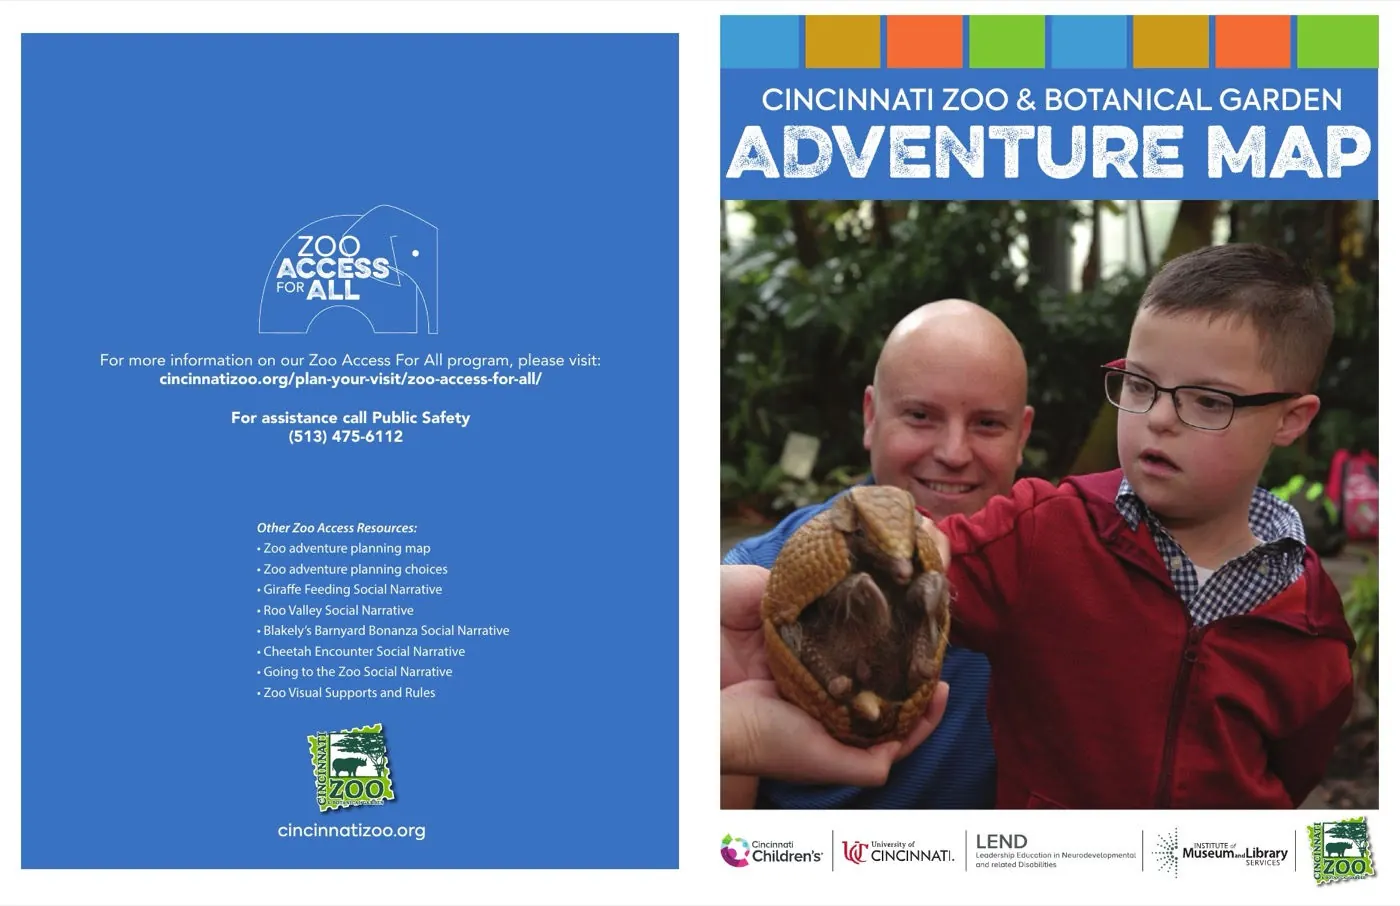 ZOO
ACCESS
FOR ALL
For more information on our Zoo Access For All program, please visit:
cincinnatizoo.org/plan-your-visit/zoo-access-for-all/
For assistance call Public Safety
(513) 475-6112
Other Zoo Access Resources:
• Zoo adventure planning map
• Zoo adventure planning choices
• Giraffe Feeding Social Narrative
• Roo Valley Social Narrative
• Blakely's Barnyard Bonanza Social Narrative
• Cheetah Encounter Social Narrative
• Going to the Zoo Social Narrative
• Zoo Visual Supports and Rules
CINCINNATI
ZOO
cincinnatizoo.org
CINCINNATI ZOO & BOTANICAL GARDEN
ADVENTURE MAP
Cincinnati
Children's
University of
CINCINNATI.
LEND
Leadership Education in Neurodevelopmental
and related Disabilities
INSTITUTE of
Museum and Library
SERVICES
CINCINNATI
ZOO